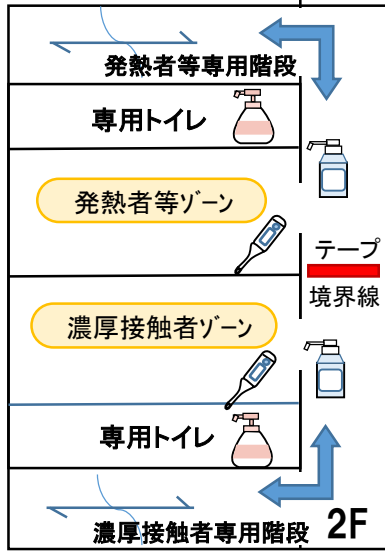 発熱者等専用階段
専用トイレ
発熱者等ｿﾞｰﾝ
テープ
境界線
濃厚接触者ｿﾞｰﾝ
専用トイレ
濃厚接触者専用階段
2F